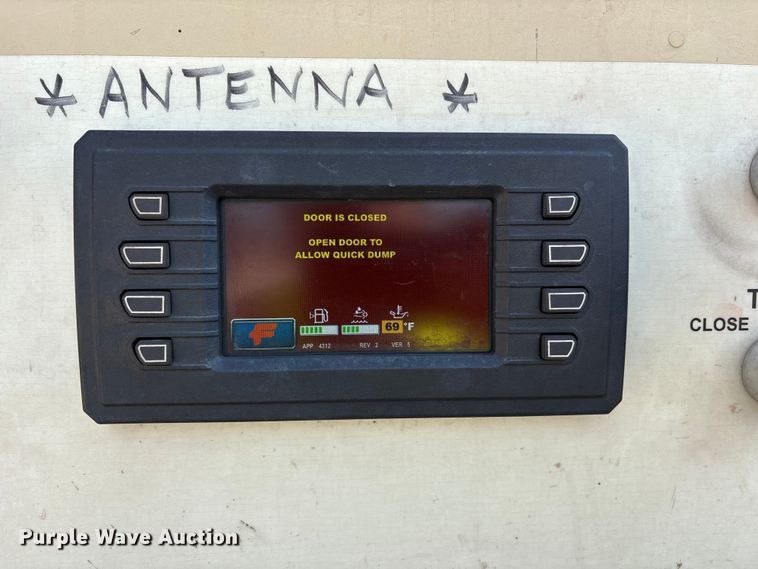 * ANTENNA *
DOOR IS CLOSED
OPEN DOOR TO
ALLOW QUICK DUMP
69 °F
APP 4312 REV 2 VER 5
CLOSE
Purple Wave Auction